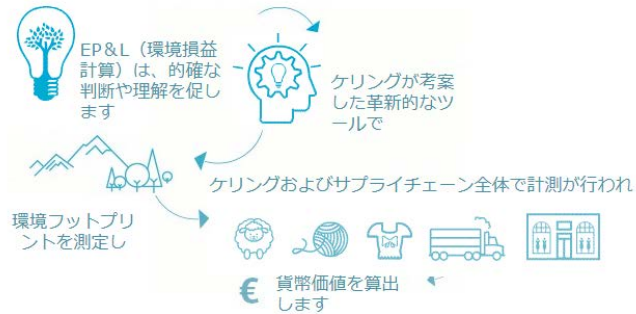 EP&L（環境損益
計算）は、的確な
判断や理解を促し
ます
ケリングが考案
した革新的なツ
ールで
環境フットプリ
ントを測定し
ケリングおよびサプライチェーン全体で計測が行われ
€ 貨幣価値を算出
します